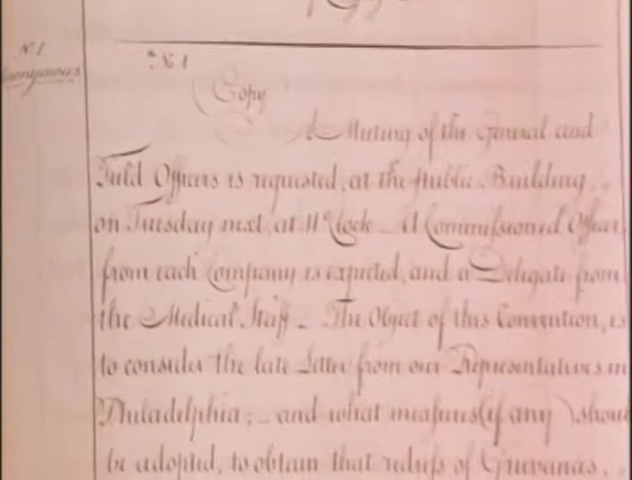 No. 1
Anonymous
No. 1
Copy
A Meeting of the General and
Field Officers is requested, at the public Building,
on Tuesday next, at 11 oClock _ A Commissioned Officer
from each Company is expected, and a Delegate from
the Medical Staff _ The Object of this Convention, is
to consider the late Letter from our Representatives in
Philadelphia; _ and what measures (if any) shou
be adopted, to obtain that redress of Grievances.